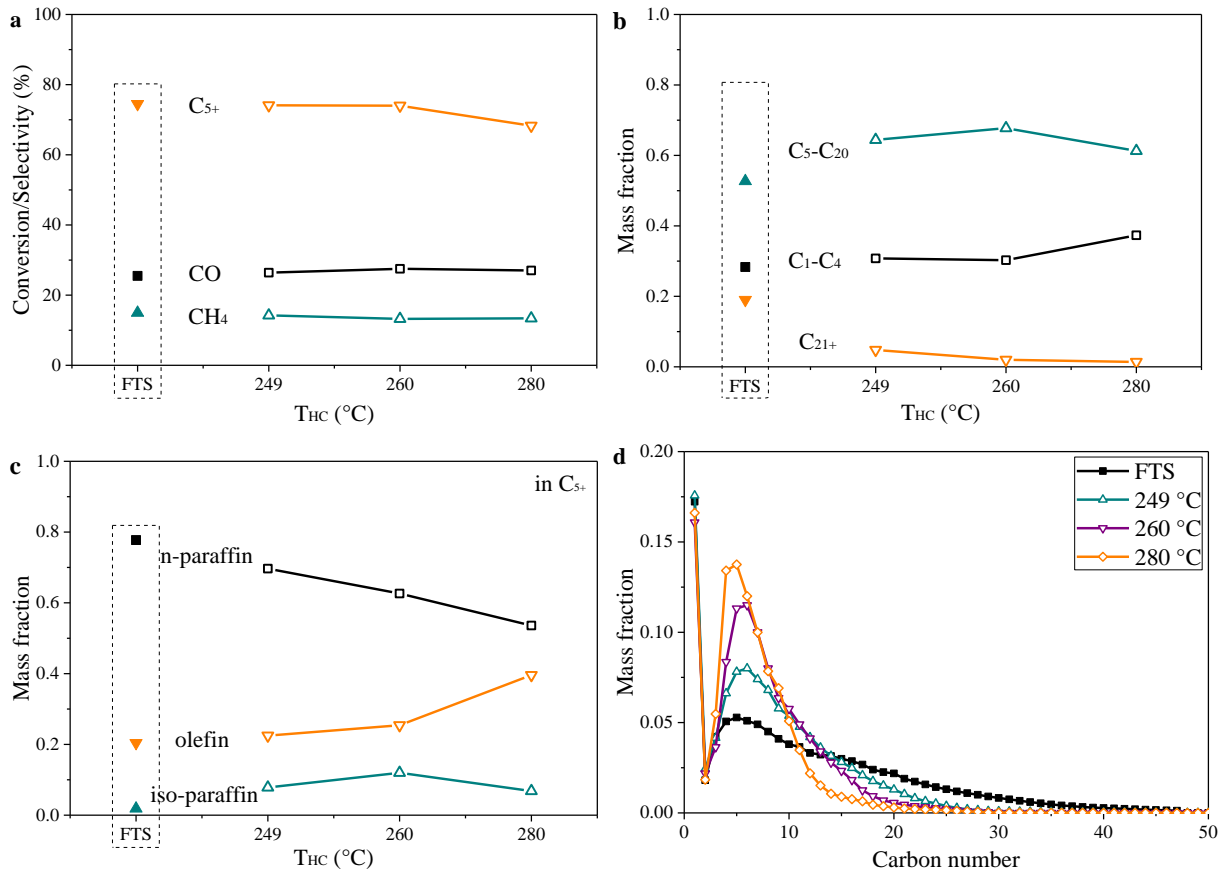 a
Conversion/Selectivity (%)
100
80
60
40
20
0
C₅₊
CO
CH₄
FTS
249
260
280
T_HC (°C)
b
Mass fraction
1.0
0.8
0.6
0.4
0.2
0.0
C₅-C₂₀
C₁-C₄
C₂₁₊
FTS
249
260
280
T_HC (°C)
c
Mass fraction
1.0
0.8
0.6
0.4
0.2
0.0
in C₅₊
n-paraffin
olefin
iso-paraffin
FTS
249
260
280
T_HC (°C)
d
Mass fraction
0.20
0.15
0.10
0.05
0.00
FTS
249 °C
260 °C
280 °C
0
10
20
30
40
50
Carbon number